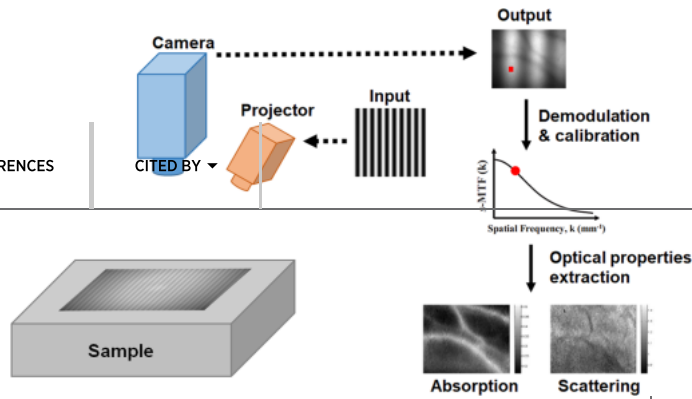 Output
Camera
Projector
Input
Demodulation
& calibration
RENCES
CITED BY
s-MTF (k)
Spatial Frequency, k (mm⁻¹)
Optical properties
extraction
Sample
Absorption
Scattering